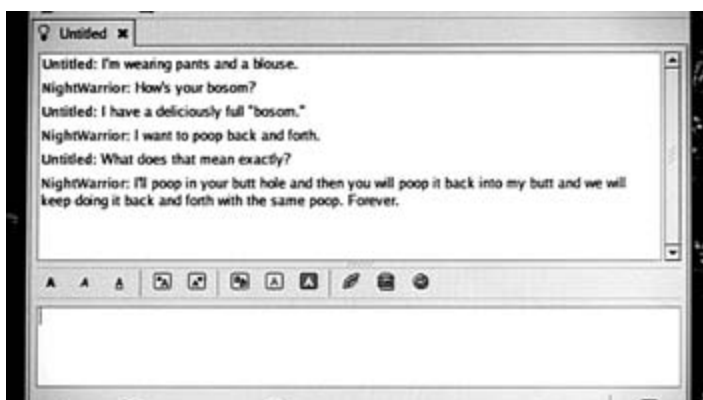 Untitled
Untitled: I'm wearing pants and a blouse.
NightWarrior: How's your bosom?
Untitled: I have a deliciously full "bosom."
NightWarrior: I want to poop back and forth.
Untitled: What does that mean exactly?
NightWarrior: I'll poop in your butt hole and then you will poop it back into my butt and we will
keep doing it back and forth with the same poop. Forever.